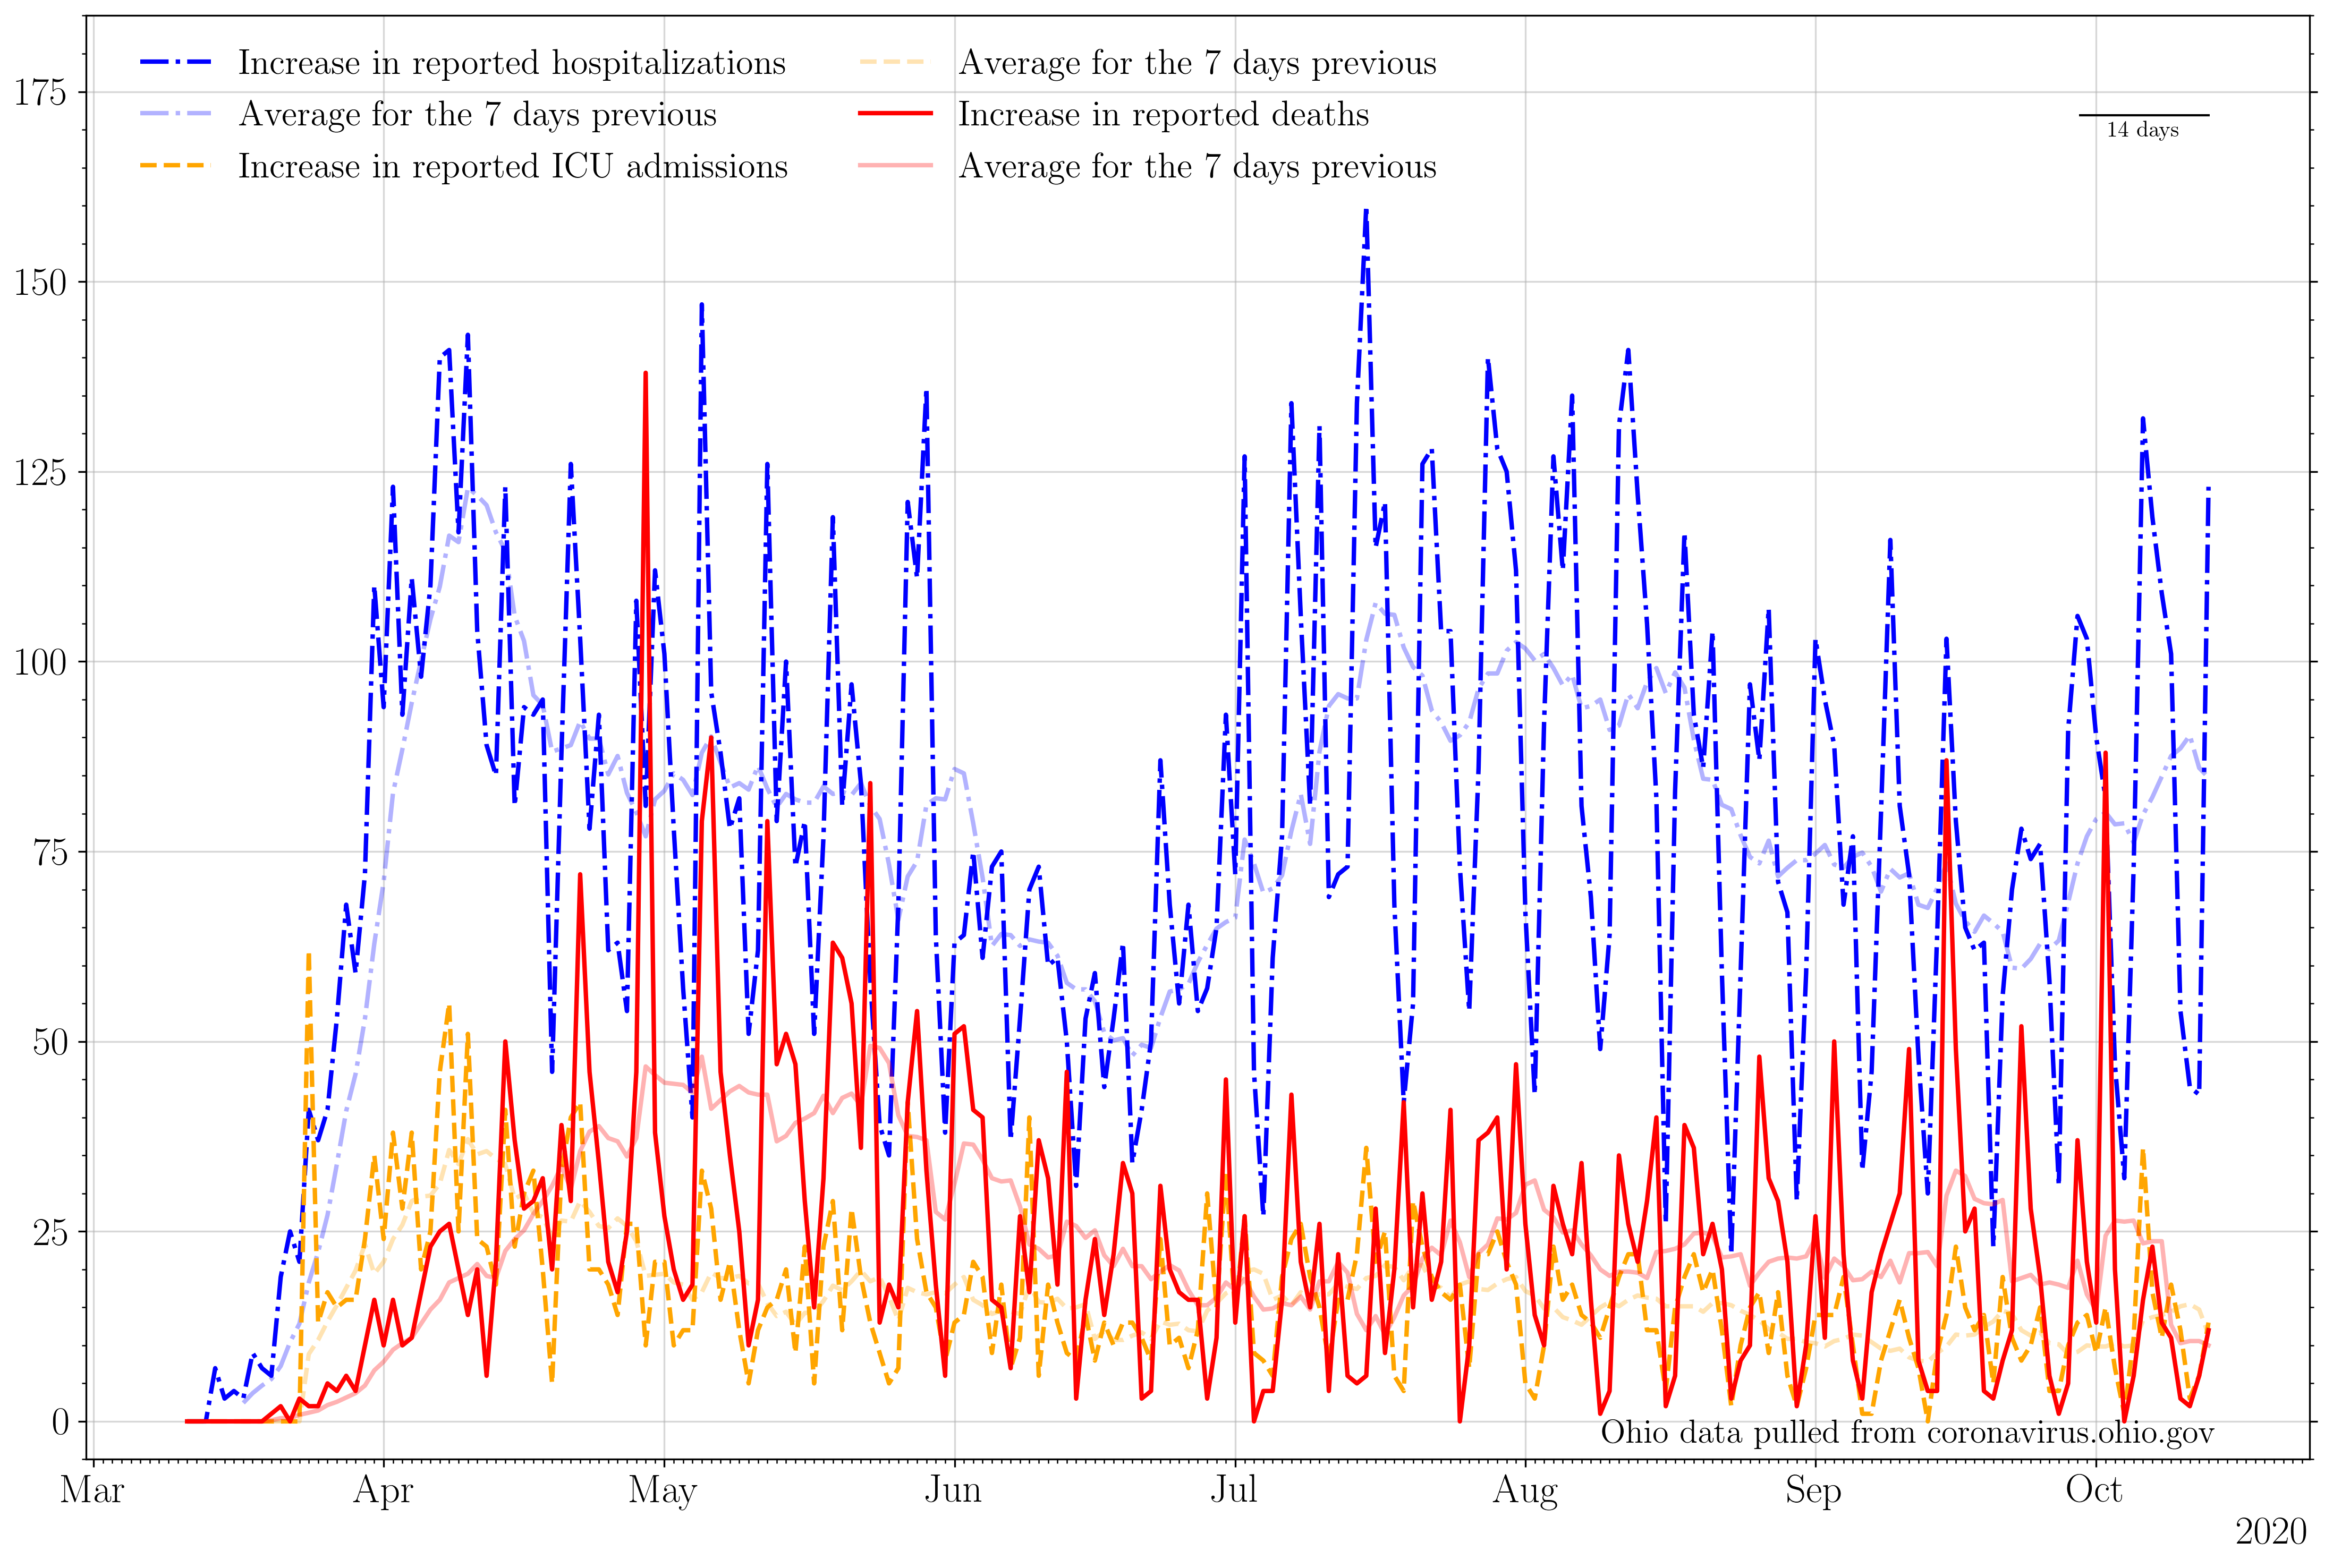 Increase in reported hospitalizations
Average for the 7 days previous
Increase in reported ICU admissions
Average for the 7 days previous
Increase in reported deaths
Average for the 7 days previous
14 days
175
150
125
100
75
50
25
0
Ohio data pulled from coronavirus.ohio.gov
Mar Apr May Jun Jul Aug Sep Oct
2020